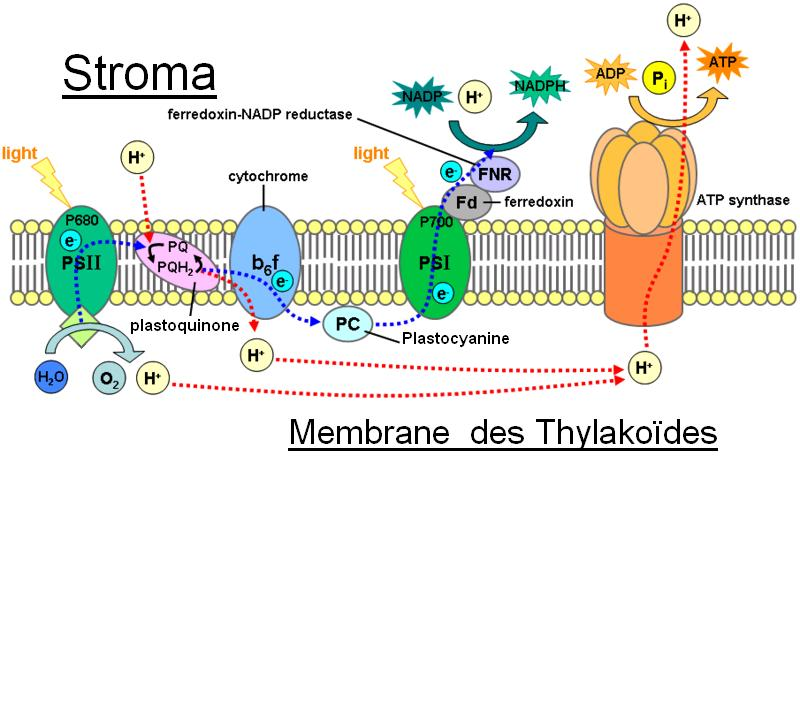 H+
Stroma
ADP
Pi
ATP
NADP
H+
NADPH
ferredoxin-NADP reductase
light
H+
light
cytochrome
e-
FNR
Fd
ferredoxin
ATP synthase
P680
P700
e-
PQ
PSII
PQH2
b6f
e-
PSI
e-
plastoquinone
PC
Plastocyanine
H+
H2O
O2
H+
H+
Membrane des Thylakoïdes